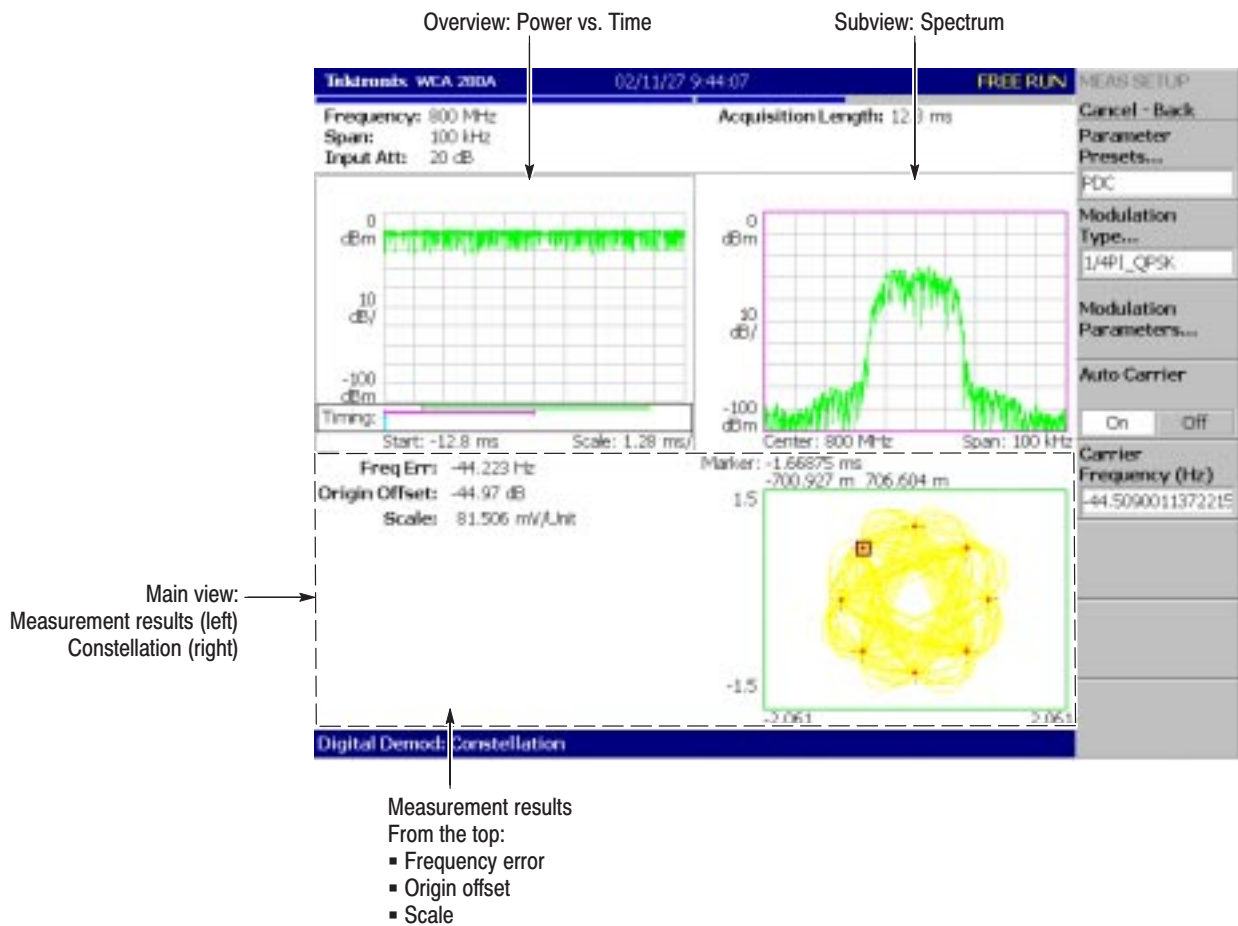 Overview: Power vs. Time
Subview: Spectrum
Tektronix WCA 200A 02/11/27 9:44:07 FREE RUN
MEAS SETUP
Frequency: 800 MHz
Span: 100 kHz
Input Att: 20 dB
Acquisition Length: 12.8 ms
Cancel - Back
Parameter
Presets...
PDC
Modulation
Type...
1/4PI_QPSK
Modulation
Parameters...
Auto Carrier
On Off
Carrier
Frequency (Hz)
-44.5090011372215
0
dBm
10
dB/
-100
dBm
Timing:
Start: -12.8 ms Scale: 1.28 ms/
0
dBm
10
dB/
-100
dBm
Center: 800 MHz Span: 100 kHz
Freq Err: -44.223 Hz
Origin Offset: -44.97 dB
Scale: 81.506 mV/Unit
Marker: -1.66875 ms
-700.927 m 706.604 m
1.5
-1.5
-2.061 2.061
Main view:
Measurement results (left)
Constellation (right)
Digital Demod: Constellation
Measurement results
From the top:
▪ Frequency error
▪ Origin offset
▪ Scale